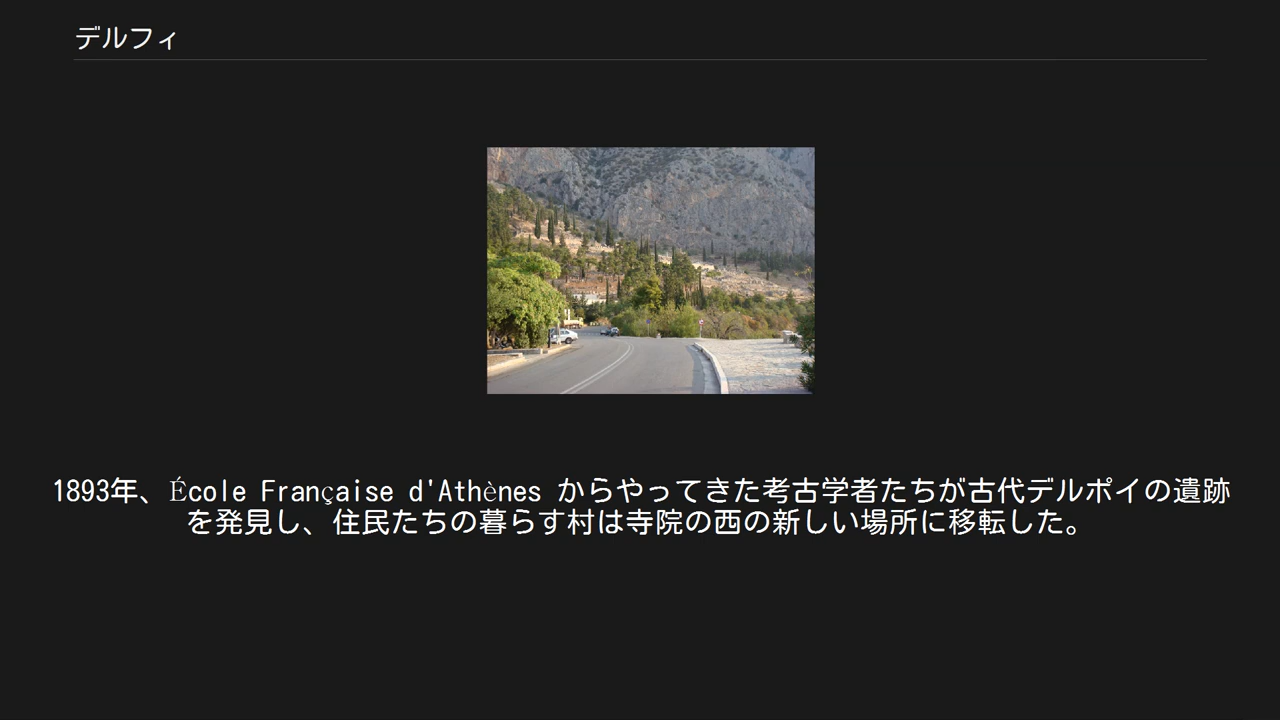 デルフィ
1893年、École Française d'Athènes からやってきた考古学者たちが古代デルポイの遺跡
を発見し、住民たちの暮らす村は寺院の西の新しい場所に移転した。